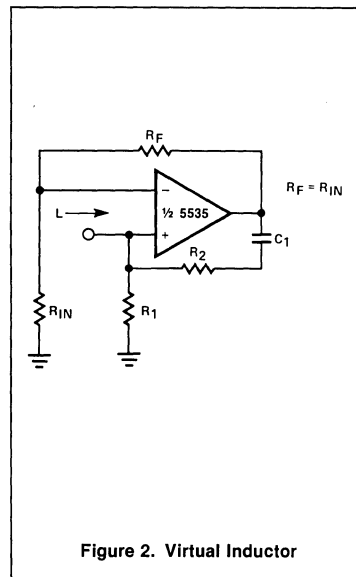 RF
RF = RIN
L
−
½ 5535
+
C1
R2
RIN
R1
Figure 2. Virtual Inductor